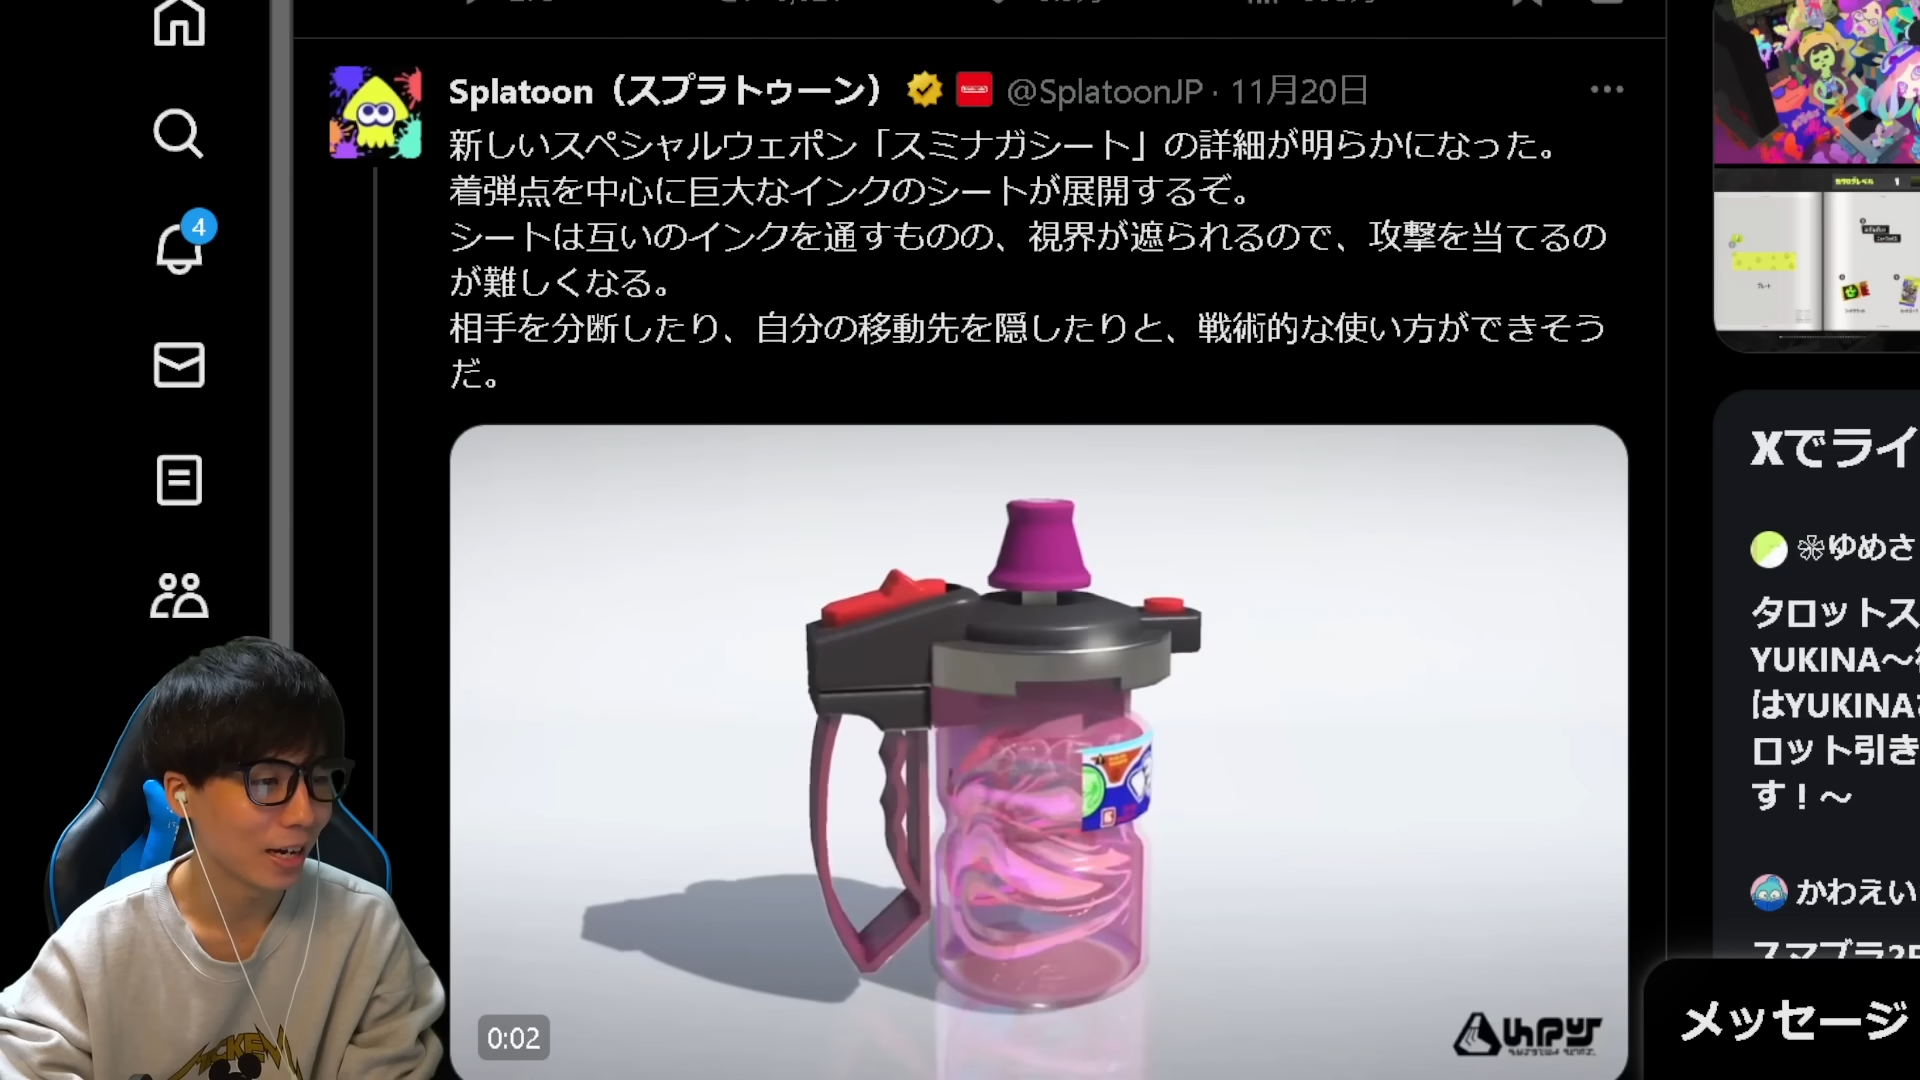 Splatoon（スプラトゥーン） @SplatoonJP · 11月20日
新しいスペシャルウェポン「スミナガシート」の詳細が明らかになった。
着弾点を中心に巨大なインクのシートが展開するぞ。
シートは互いのインクを通すものの、視界が遮られるので、攻撃を当てるの
が難しくなる。
相手を分断したり、自分の移動先を隠したりと、戦術的な使い方ができそう
だ。
0:02
4
Xでライ
❊ゆめさ
タロットス
YUKINA〜
はYUKINA
ロット引き
す！〜
かわえい
スマブラ
メッセージ